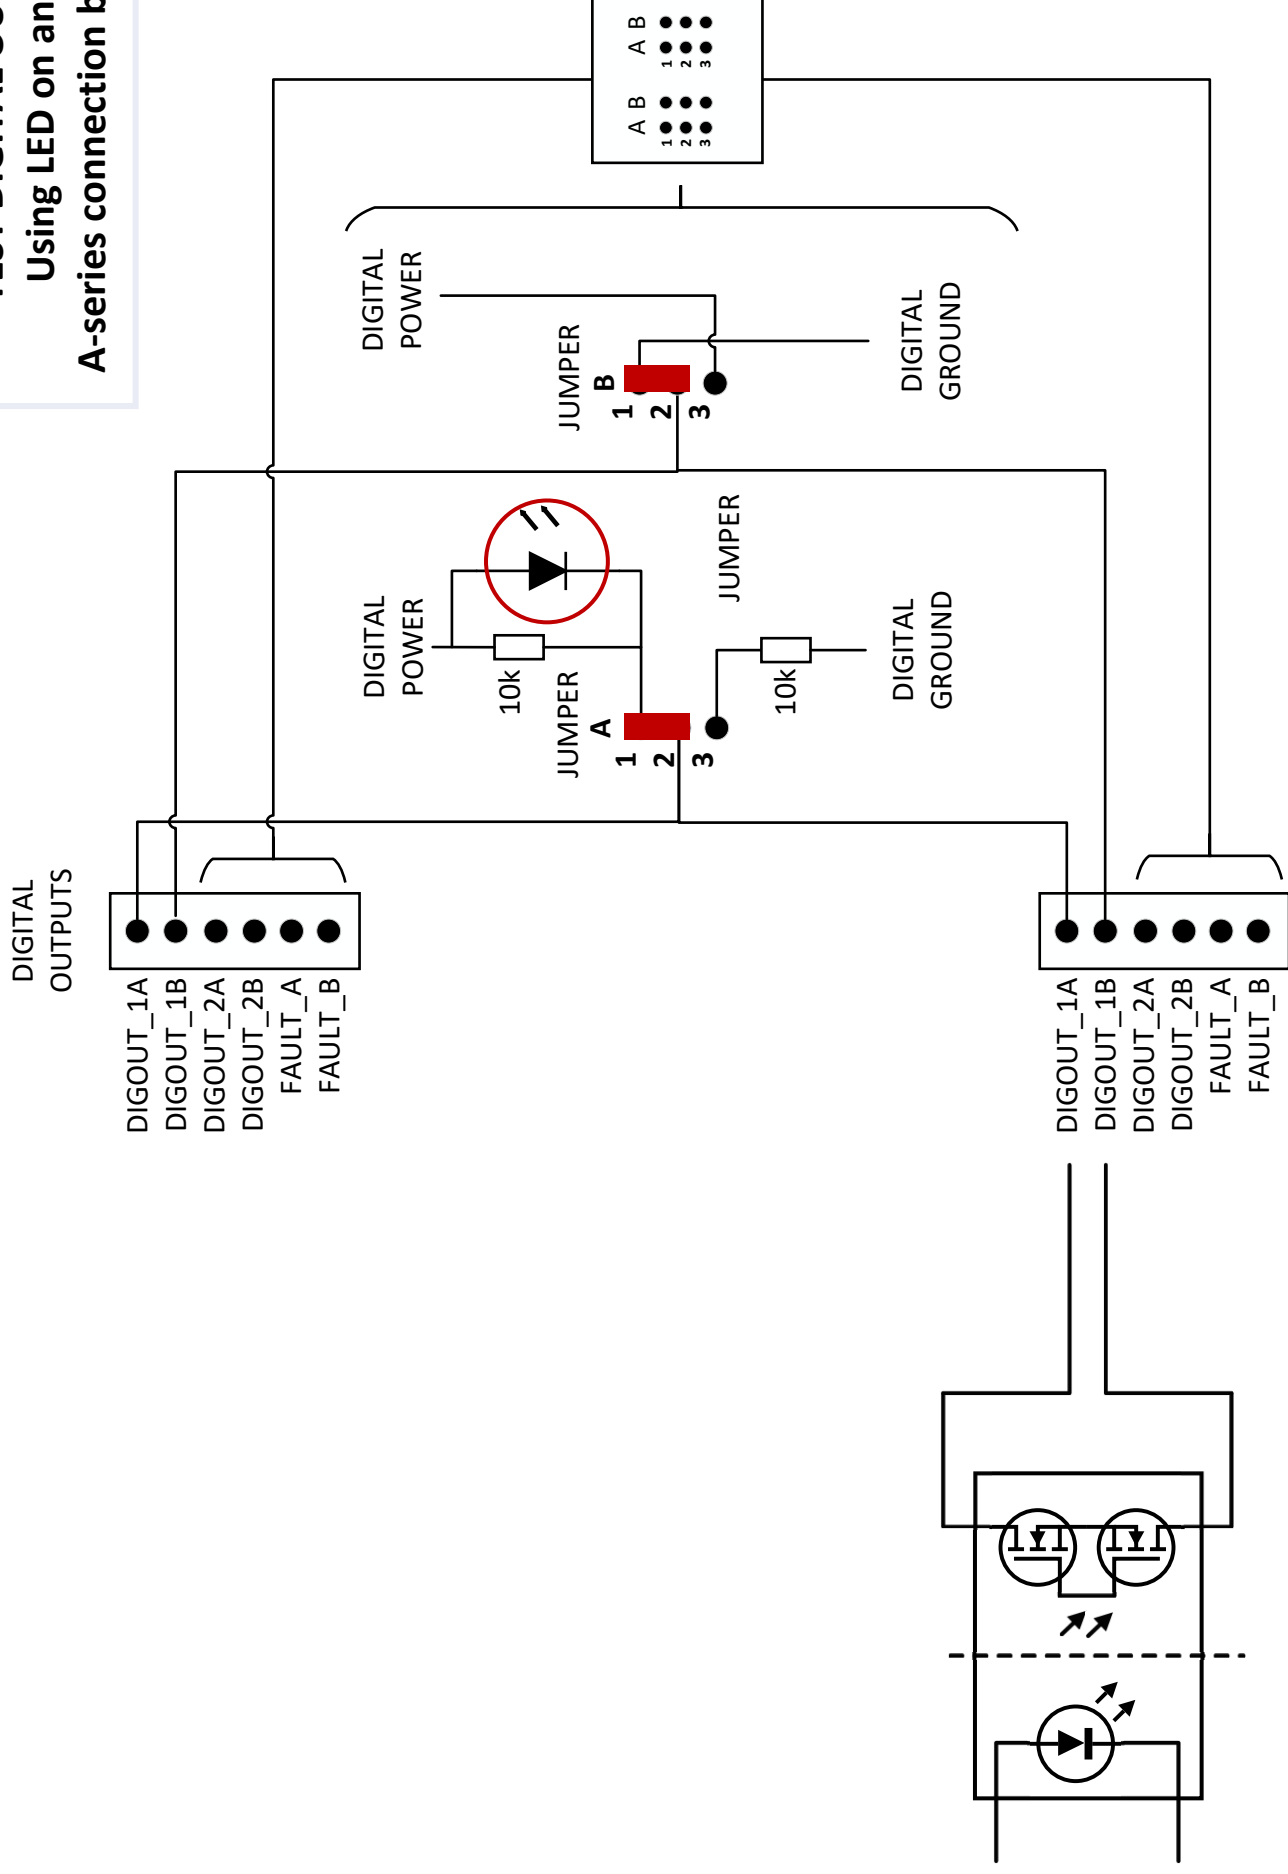 Using LED on an
A-series connection b
A B
1
2
3
A B
1
2
3
DIGITAL
POWER
JUMPER
B
1
2
3
DIGITAL
GROUND
DIGITAL
POWER
10k
JUMPER
A
1
2
3
JUMPER
10k
DIGITAL
GROUND
DIGITAL
OUTPUTS
DIGOUT_1A
DIGOUT_1B
DIGOUT_2A
DIGOUT_2B
FAULT_A
FAULT_B
DIGOUT_1A
DIGOUT_1B
DIGOUT_2A
DIGOUT_2B
FAULT_A
FAULT_B